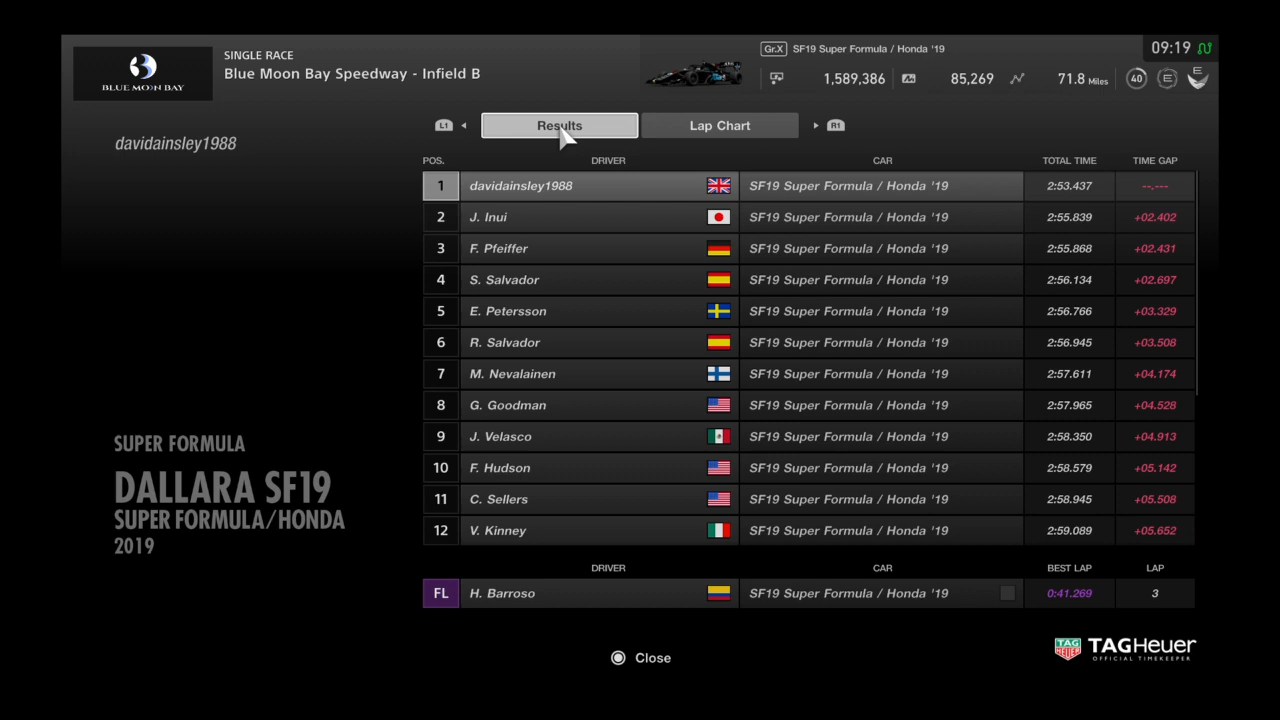 SINGLE RACE
Blue Moon Bay Speedway - Infield B
BLUE MOON BAY
Gr.X SF19 Super Formula / Honda '19
09:19
1,589,386 85,269 71.8 Miles 40 E E
davidainsley1988
L1 Results Lap Chart R1
POS. DRIVER CAR TOTAL TIME TIME GAP
1 davidainsley1988 SF19 Super Formula / Honda '19 2:53.437 --.---
2 J. Inui SF19 Super Formula / Honda '19 2:55.839 +02.402
3 F. Pfeiffer SF19 Super Formula / Honda '19 2:55.868 +02.431
4 S. Salvador SF19 Super Formula / Honda '19 2:56.134 +02.697
5 E. Petersson SF19 Super Formula / Honda '19 2:56.766 +03.329
6 R. Salvador SF19 Super Formula / Honda '19 2:56.945 +03.508
7 M. Nevalainen SF19 Super Formula / Honda '19 2:57.611 +04.174
8 G. Goodman SF19 Super Formula / Honda '19 2:57.965 +04.528
9 J. Velasco SF19 Super Formula / Honda '19 2:58.350 +04.913
10 F. Hudson SF19 Super Formula / Honda '19 2:58.579 +05.142
11 C. Sellers SF19 Super Formula / Honda '19 2:58.945 +05.508
12 V. Kinney SF19 Super Formula / Honda '19 2:59.089 +05.652
SUPER FORMULA
DALLARA SF19
SUPER FORMULA/HONDA
2019
DRIVER CAR BEST LAP LAP
FL H. Barroso SF19 Super Formula / Honda '19 0:41.269 3
Close
TAG HEUER TAGHeuer
OFFICIAL TIMEKEEPER